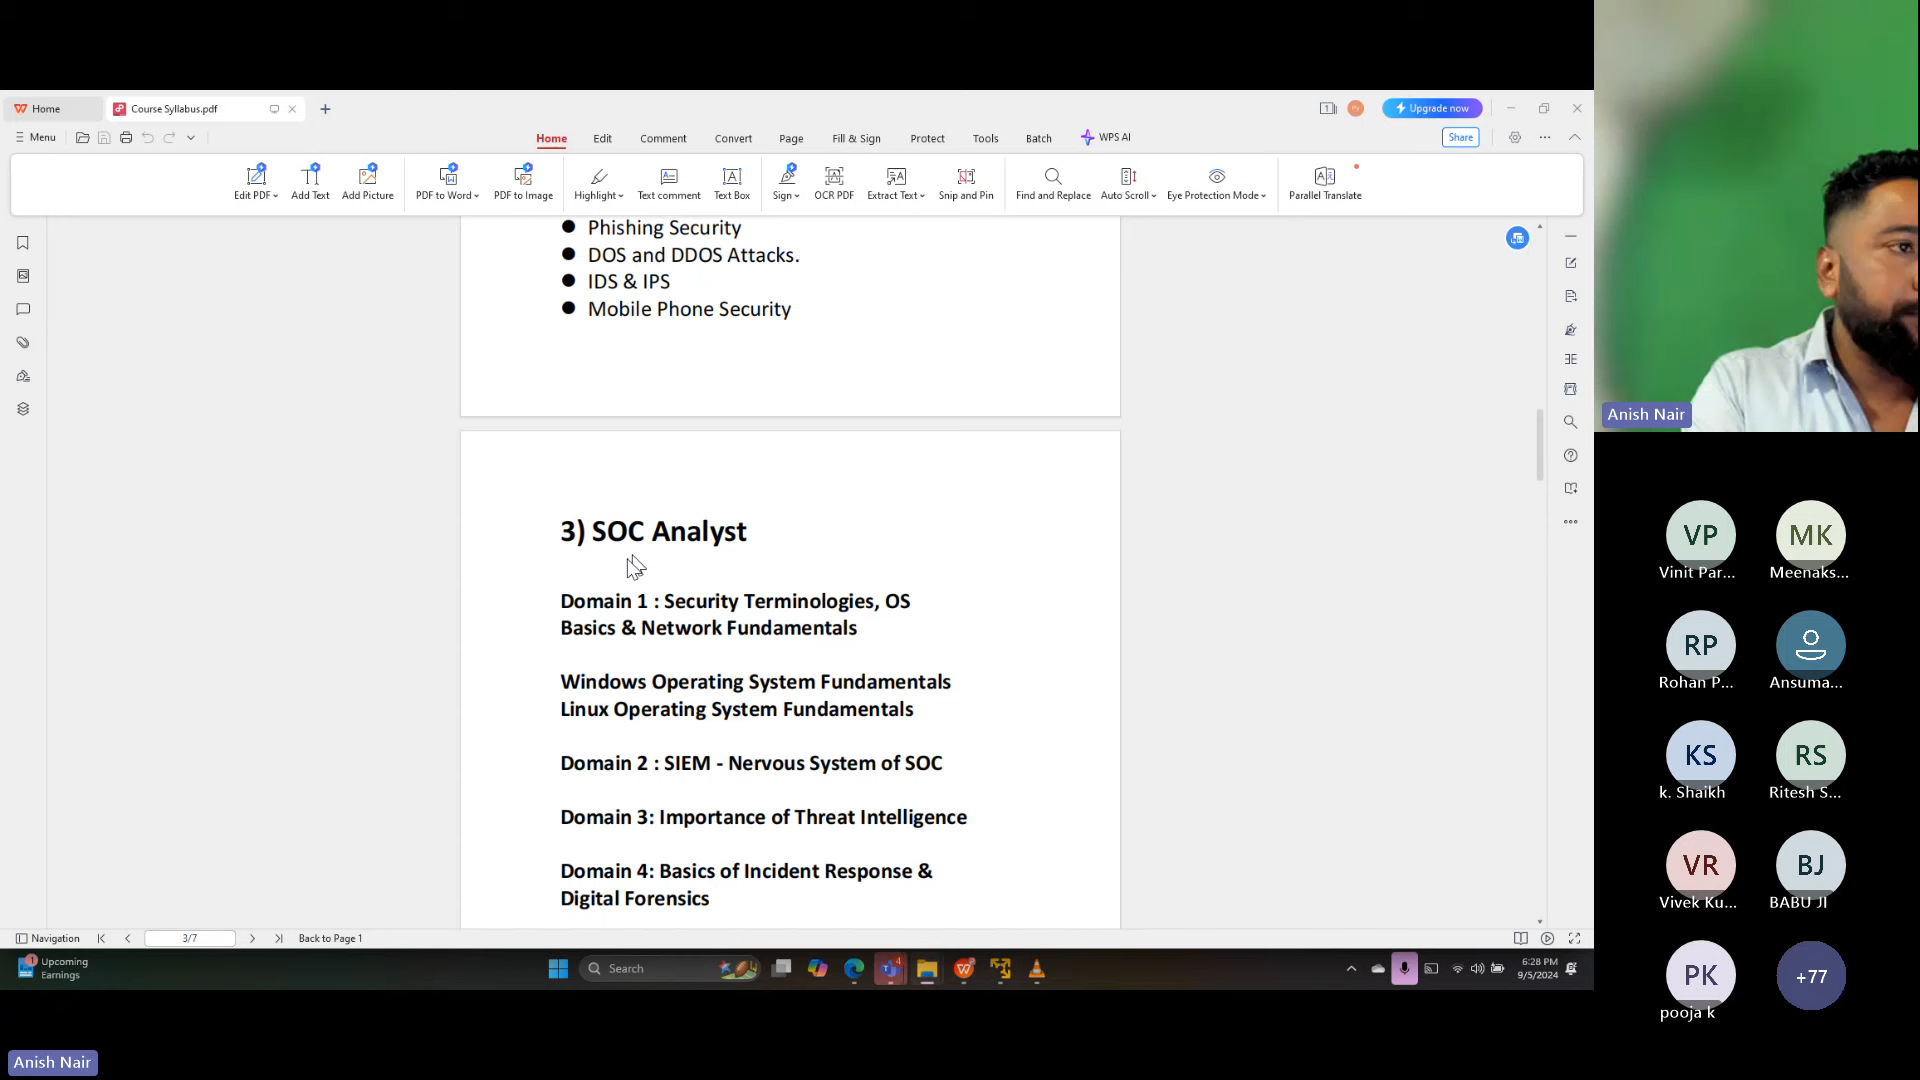 Home
Course Syllabus.pdf
Upgrade now
Menu
Home
Edit
Comment
Convert
Page
Fill & Sign
Protect
Tools
Batch
WPS AI
Share
Edit PDF
Add Text
Add Picture
PDF to Word
PDF to Image
Highlight
Text comment
Text Box
Sign
OCR PDF
Extract Text
Snip and Pin
Find and Replace
Auto Scroll
Eye Protection Mode
Parallel Translate
● Phishing Security
● DOS and DDOS Attacks.
● IDS & IPS
● Mobile Phone Security
3) SOC Analyst
Domain 1 : Security Terminologies, OS
Basics & Network Fundamentals
Windows Operating System Fundamentals
Linux Operating System Fundamentals
Domain 2 : SIEM - Nervous System of SOC
Domain 3: Importance of Threat Intelligence
Domain 4: Basics of Incident Response &
Digital Forensics
Navigation
3/7
Back to Page 1
1
Upcoming
Earnings
Search
4
6:28 PM
9/5/2024
Anish Nair
VP
Vinit Par...
MK
Meenaks...
RP
Rohan P...
Ansuma...
KS
k. Shaikh
RS
Ritesh S...
VR
Vivek Ku...
BJ
BABU JI
PK
pooja k
+77
Anish Nair